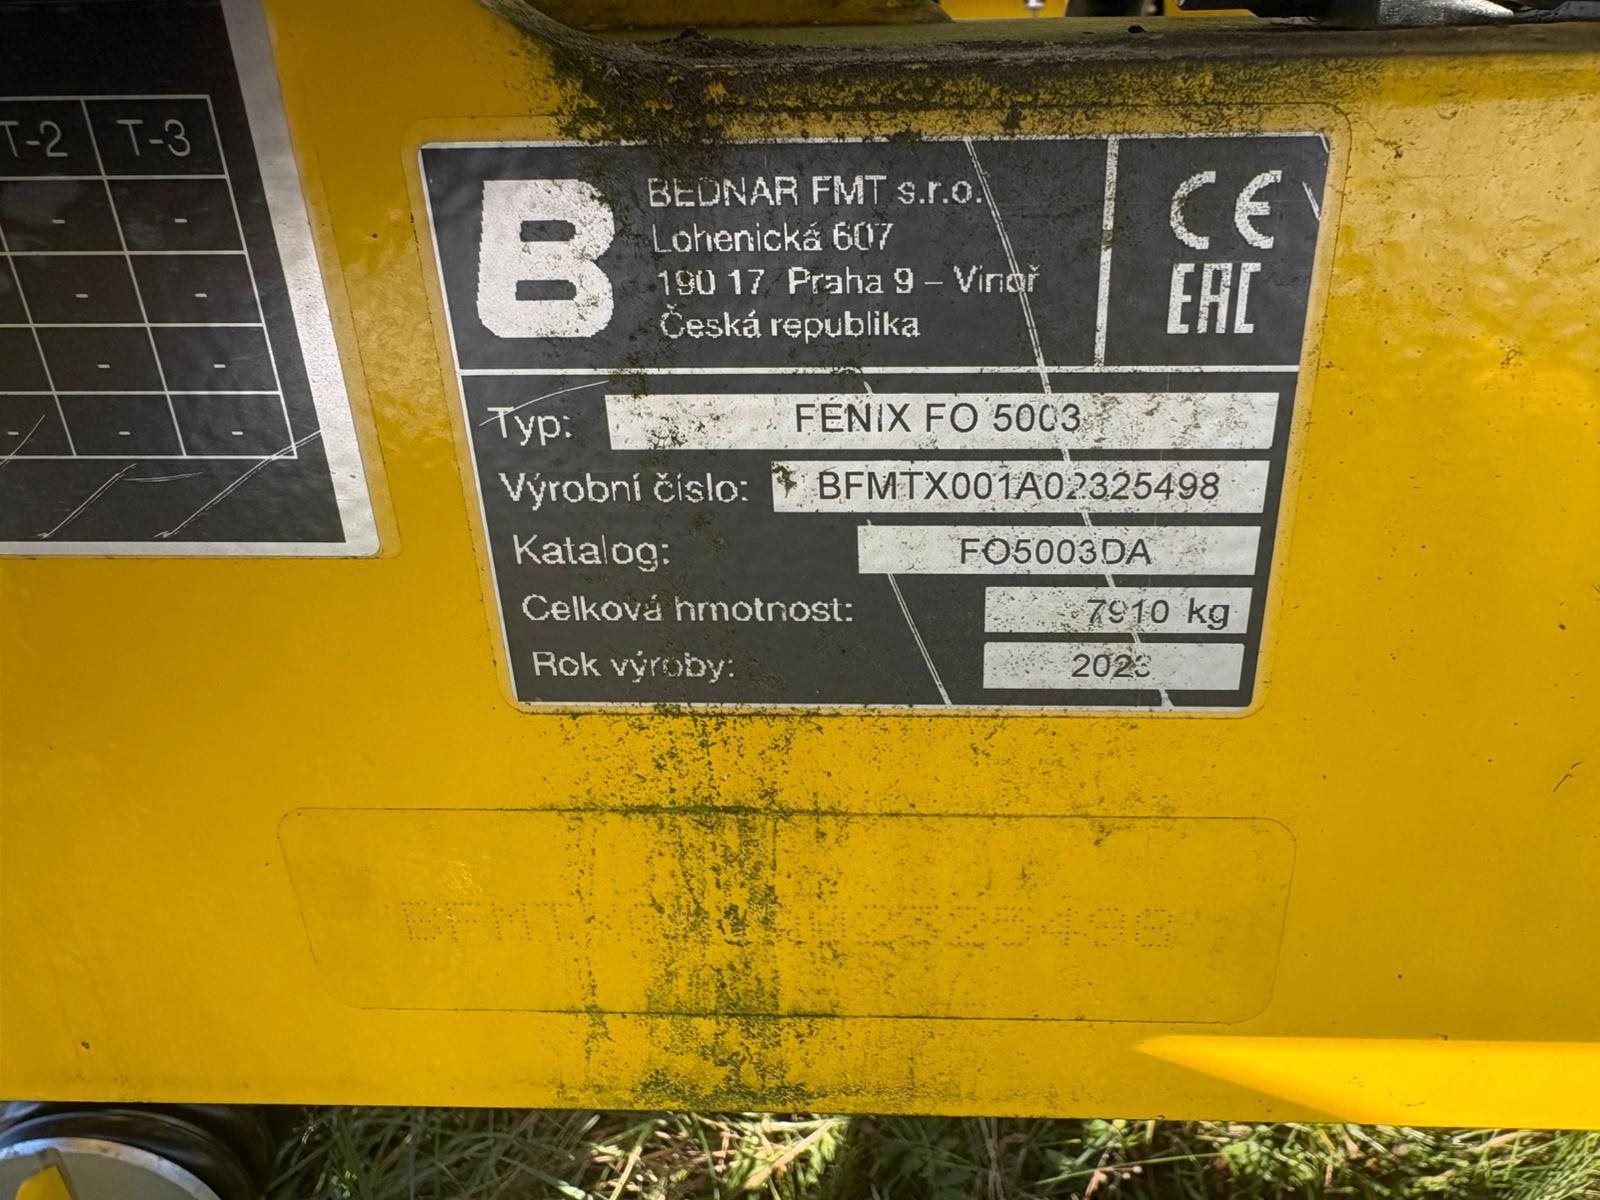 T-2 T-3
- -
- -
- -
- - -
B
BEDNAR FMT s.r.o.
Lohenická 607
190 17 Praha 9 – Vinoř
Česká republika
CE
EAC
Typ: FENIX FO 5003
Výrobní číslo: BFMTX001A02325498
Katalog: FO5003DA
Celková hmotnost: 7910 kg
Rok výroby: 2023